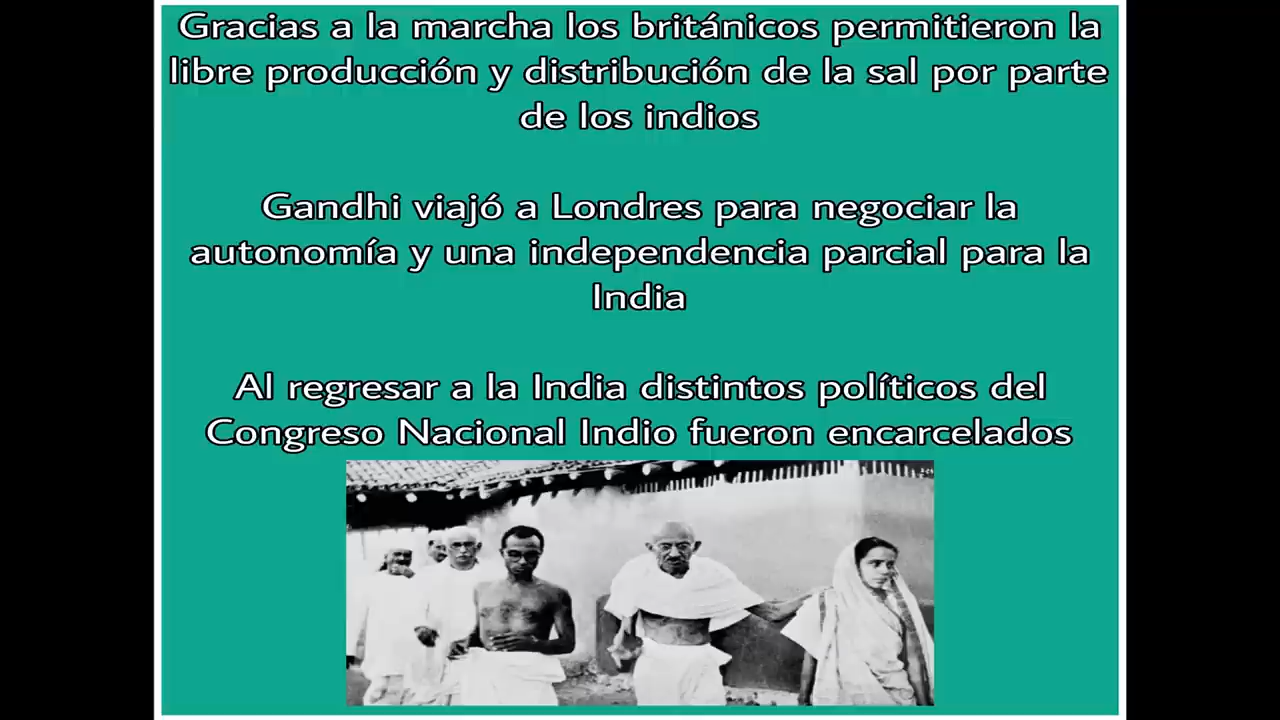 Gracias a la marcha los británicos permitieron la
libre producción y distribución de la sal por parte
de los indios
Gandhi viajó a Londres para negociar la
autonomía y una independencia parcial para la
India
Al regresar a la India distintos políticos del
Congreso Nacional Indio fueron encarcelados